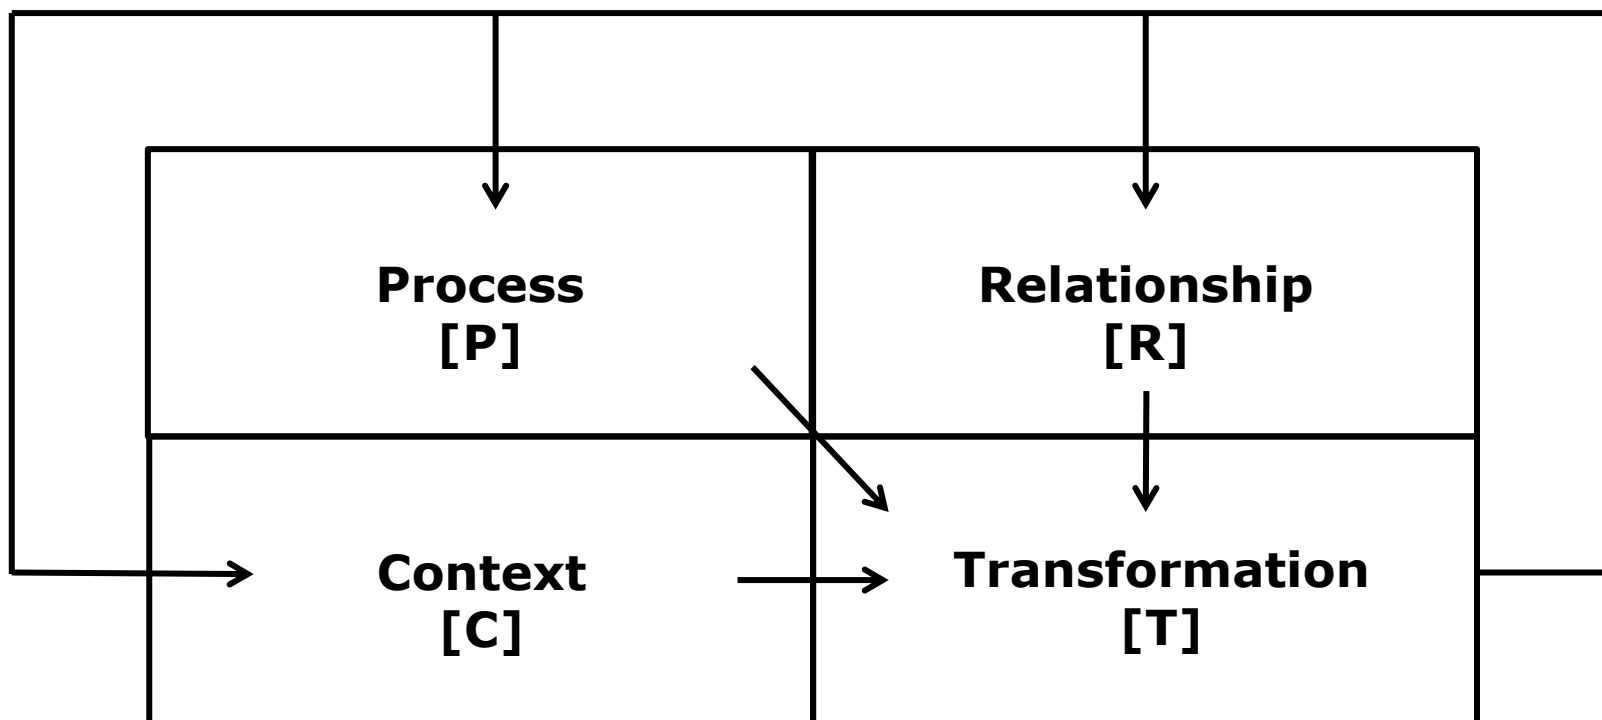 Process
[P]
Relationship
[R]
Context
[C]
Transformation
[T]